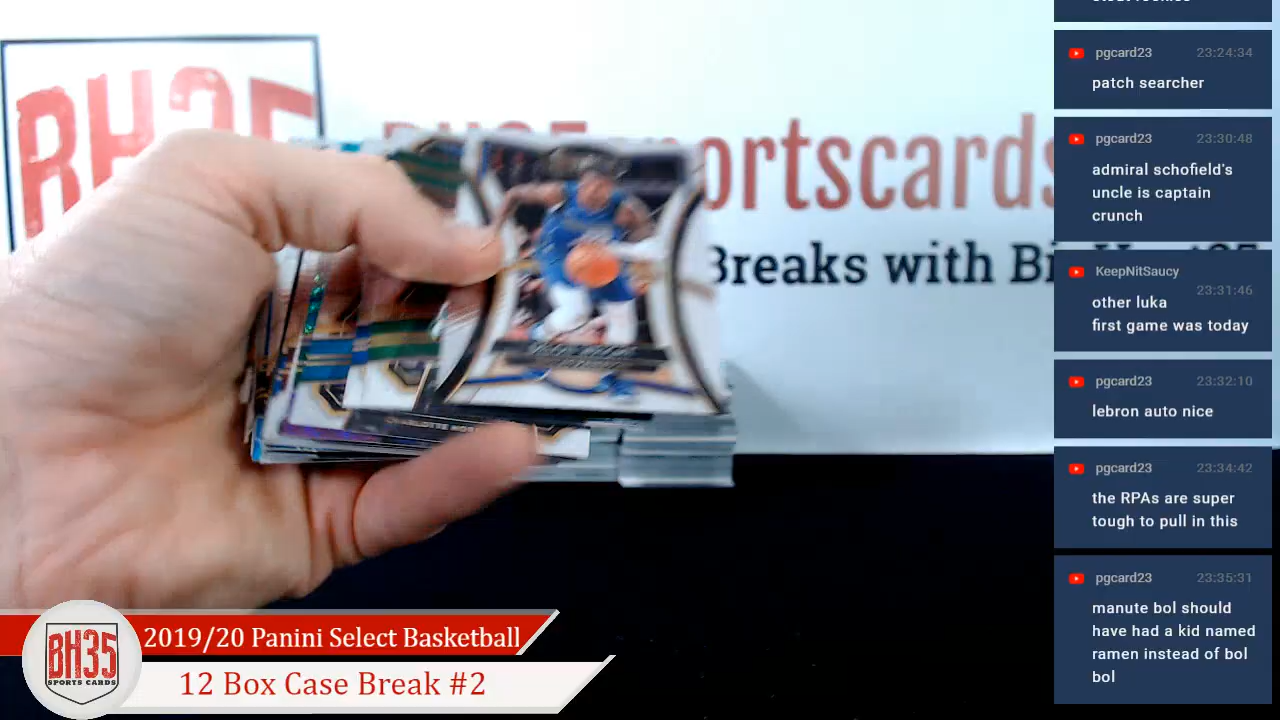 BH35
ortscards
Breaks with Bi
pgcard23 23:24:34
patch searcher
pgcard23 23:30:48
admiral schofield's
uncle is captain
crunch
KeepNitSaucy 23:31:46
other luka
first game was today
pgcard23 23:32:10
lebron auto nice
pgcard23 23:34:42
the RPAs are super
tough to pull in this
pgcard23 23:35:31
manute bol should
have had a kid named
ramen instead of bol
bol
BH35
SPORTS CARDS
2019/20 Panini Select Basketball
12 Box Case Break #2